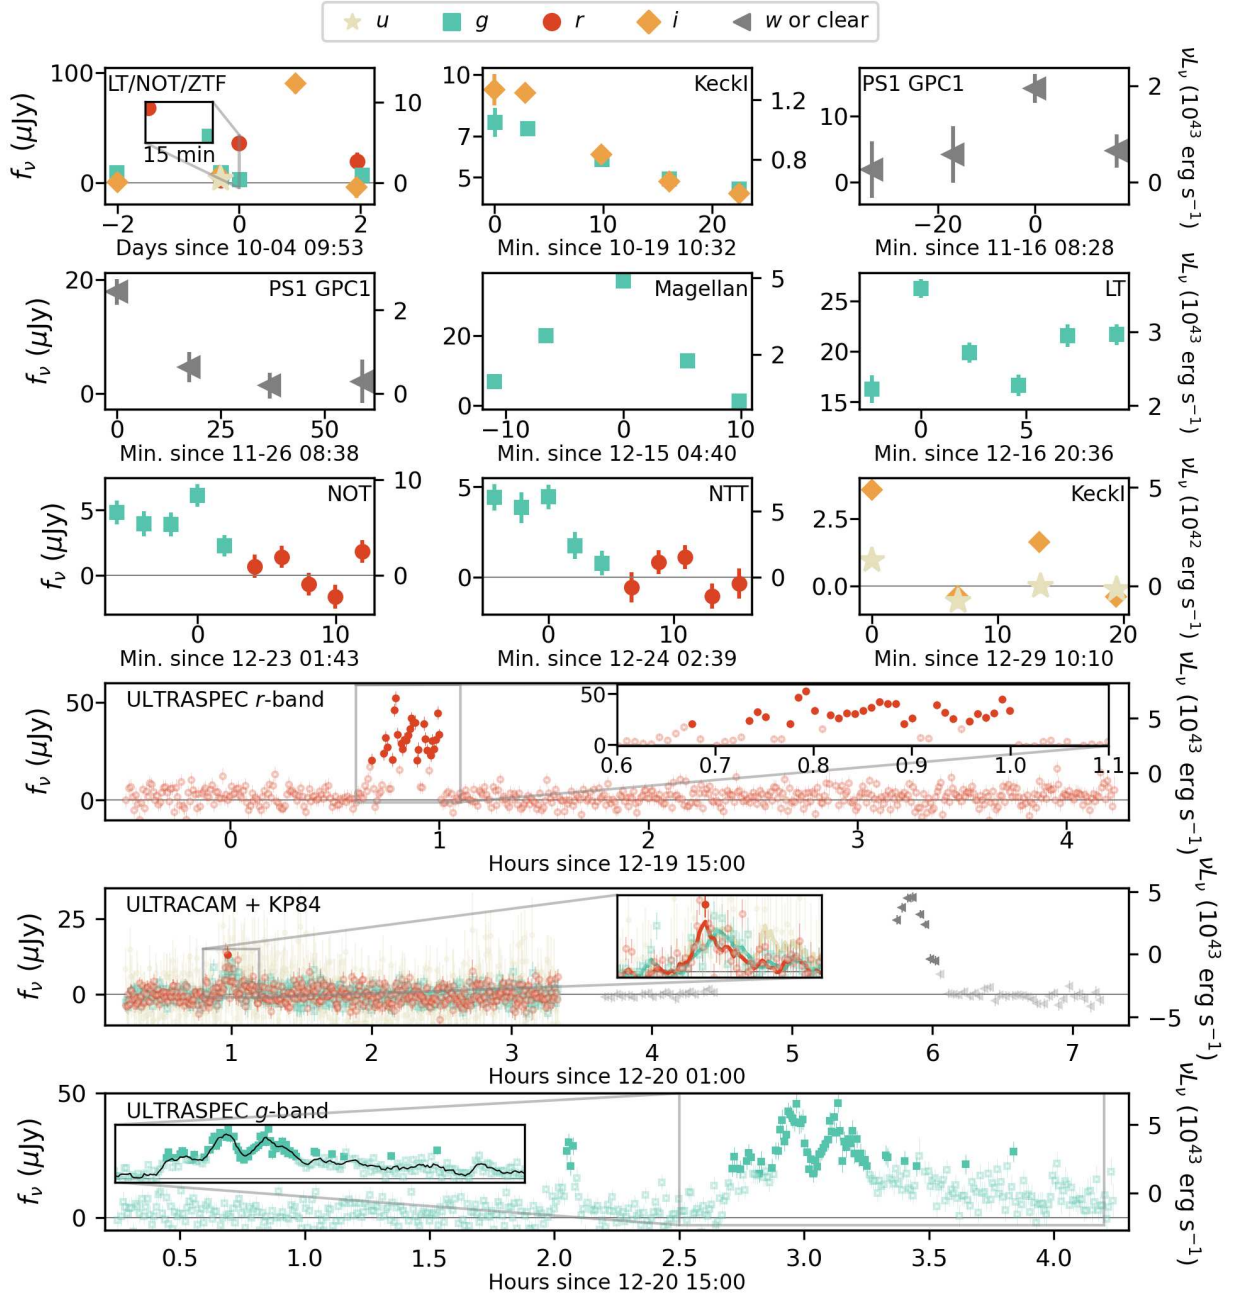 u g r i w or clear
LT/NOT/ZTF KeckI PS1 GPC1
100 0
10 0
−2 0 2
15 min
fν (μJy)
Days since 10-04 09:53
10 7 5
1.2 0.8
0 10 20
Min. since 10-19 10:32
10 0
2 0
−20 0
Min. since 11-16 08:28
νLν (10⁴³ erg s⁻¹)
PS1 GPC1 Magellan LT
fν (μJy)
20 0
2 0
0 25 50
Min. since 11-26 08:38
20 0
5 2
−10 0 10
Min. since 12-15 04:40
25 20 15
3 2
0 5
Min. since 12-16 20:36
νLν (10⁴³ erg s⁻¹)
NOT NTT KeckI
fν (μJy)
5 0
10 0
0 10
Min. since 12-23 01:43
5 0
5 0
0 10
Min. since 12-24 02:39
2.5 0.0
5 0
0 10 20
Min. since 12-29 10:10
νLν (10⁴² erg s⁻¹)
ULTRASPEC r-band
fν (μJy)
50 0
50 0
0.6 0.7 0.8 0.9 1.0 1.1
5 0
0 1 2 3 4
Hours since 12-19 15:00
νLν (10⁴³ erg s⁻¹)
ULTRACAM + KP84
fν (μJy)
25 0
5 0 −5
1 2 3 4 5 6 7
Hours since 12-20 01:00
νLν (10⁴³ erg s⁻¹)
ULTRASPEC g-band
fν (μJy)
50 25 0
5 0
0.5 1.0 1.5 2.0 2.5 3.0 3.5 4.0
Hours since 12-20 15:00
νLν (10⁴³ erg s⁻¹)